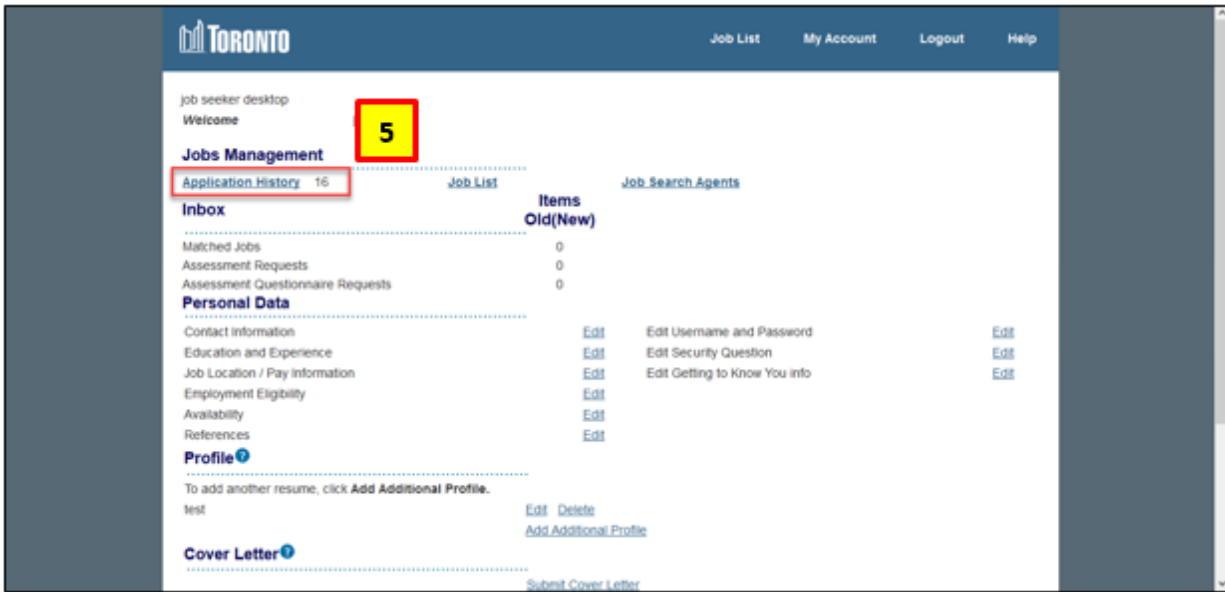 TORONTO Job List My Account Logout Help
job seeker desktop
Welcome
5
Jobs Management
Application History 16 Job List Job Search Agents
Inbox Items Old(New)
Matched Jobs 0
Assessment Requests 0
Assessment Questionnaire Requests 0
Personal Data
Contact Information Edit Edit Username and Password Edit
Education and Experience Edit Edit Security Question Edit
Job Location / Pay Information Edit Edit Getting to Know You info Edit
Employment Eligibility Edit
Availability Edit
References Edit
Profile ?
To add another resume, click Add Additional Profile.
test Edit Delete
Add Additional Profile
Cover Letter ?
Submit Cover Letter